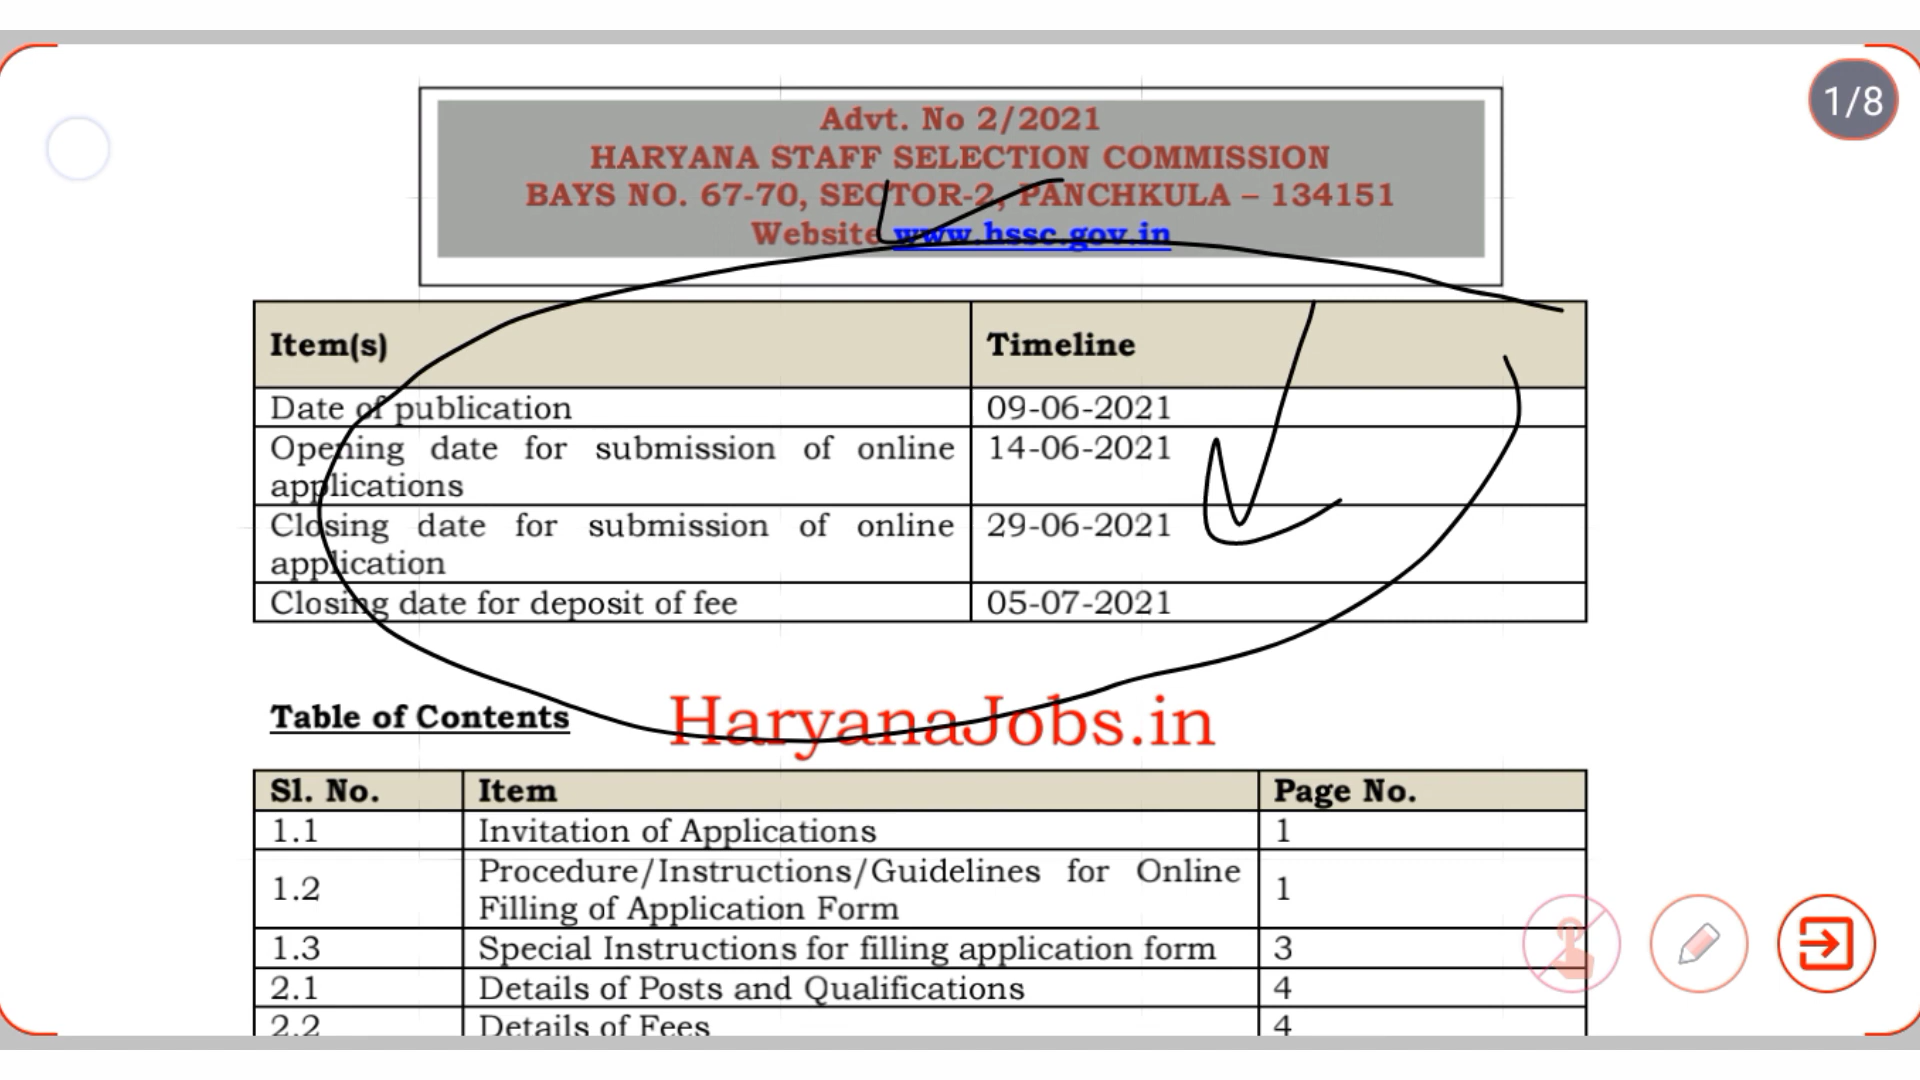 1/8
Advt. No 2/2021
HARYANA STAFF SELECTION COMMISSION
BAYS NO. 67-70, SECTOR-2, PANCHKULA – 134151
Website www.hssc.gov.in
Item(s) Timeline
Date of publication 09-06-2021
Opening date for submission of online 14-06-2021
applications
Closing date for submission of online 29-06-2021
application
Closing date for deposit of fee 05-07-2021
Table of Contents HaryanaJobs.in
Sl. No. Item Page No.
1.1 Invitation of Applications 1
1.2 Procedure/Instructions/Guidelines for Online 1
Filling of Application Form
1.3 Special Instructions for filling application form 3
2.1 Details of Posts and Qualifications 4
2.2 Details of Fees 4